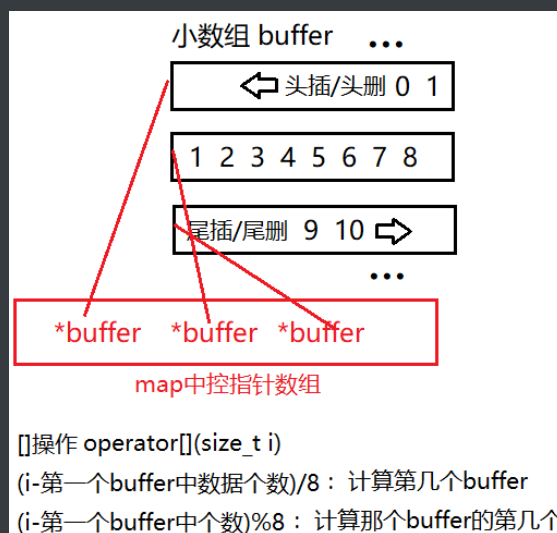 小数组 buffer ...
头插/头删 0 1
1 2 3 4 5 6 7 8
尾插/尾删 9 10
...
*buffer *buffer *buffer
map中控指针数组
[]操作 operator[](size_t i)
(i-第一个buffer中数据个数)/8 ： 计算第几个buffer
(i-第一个buffer中个数)%8 ： 计算那个buffer的第几个